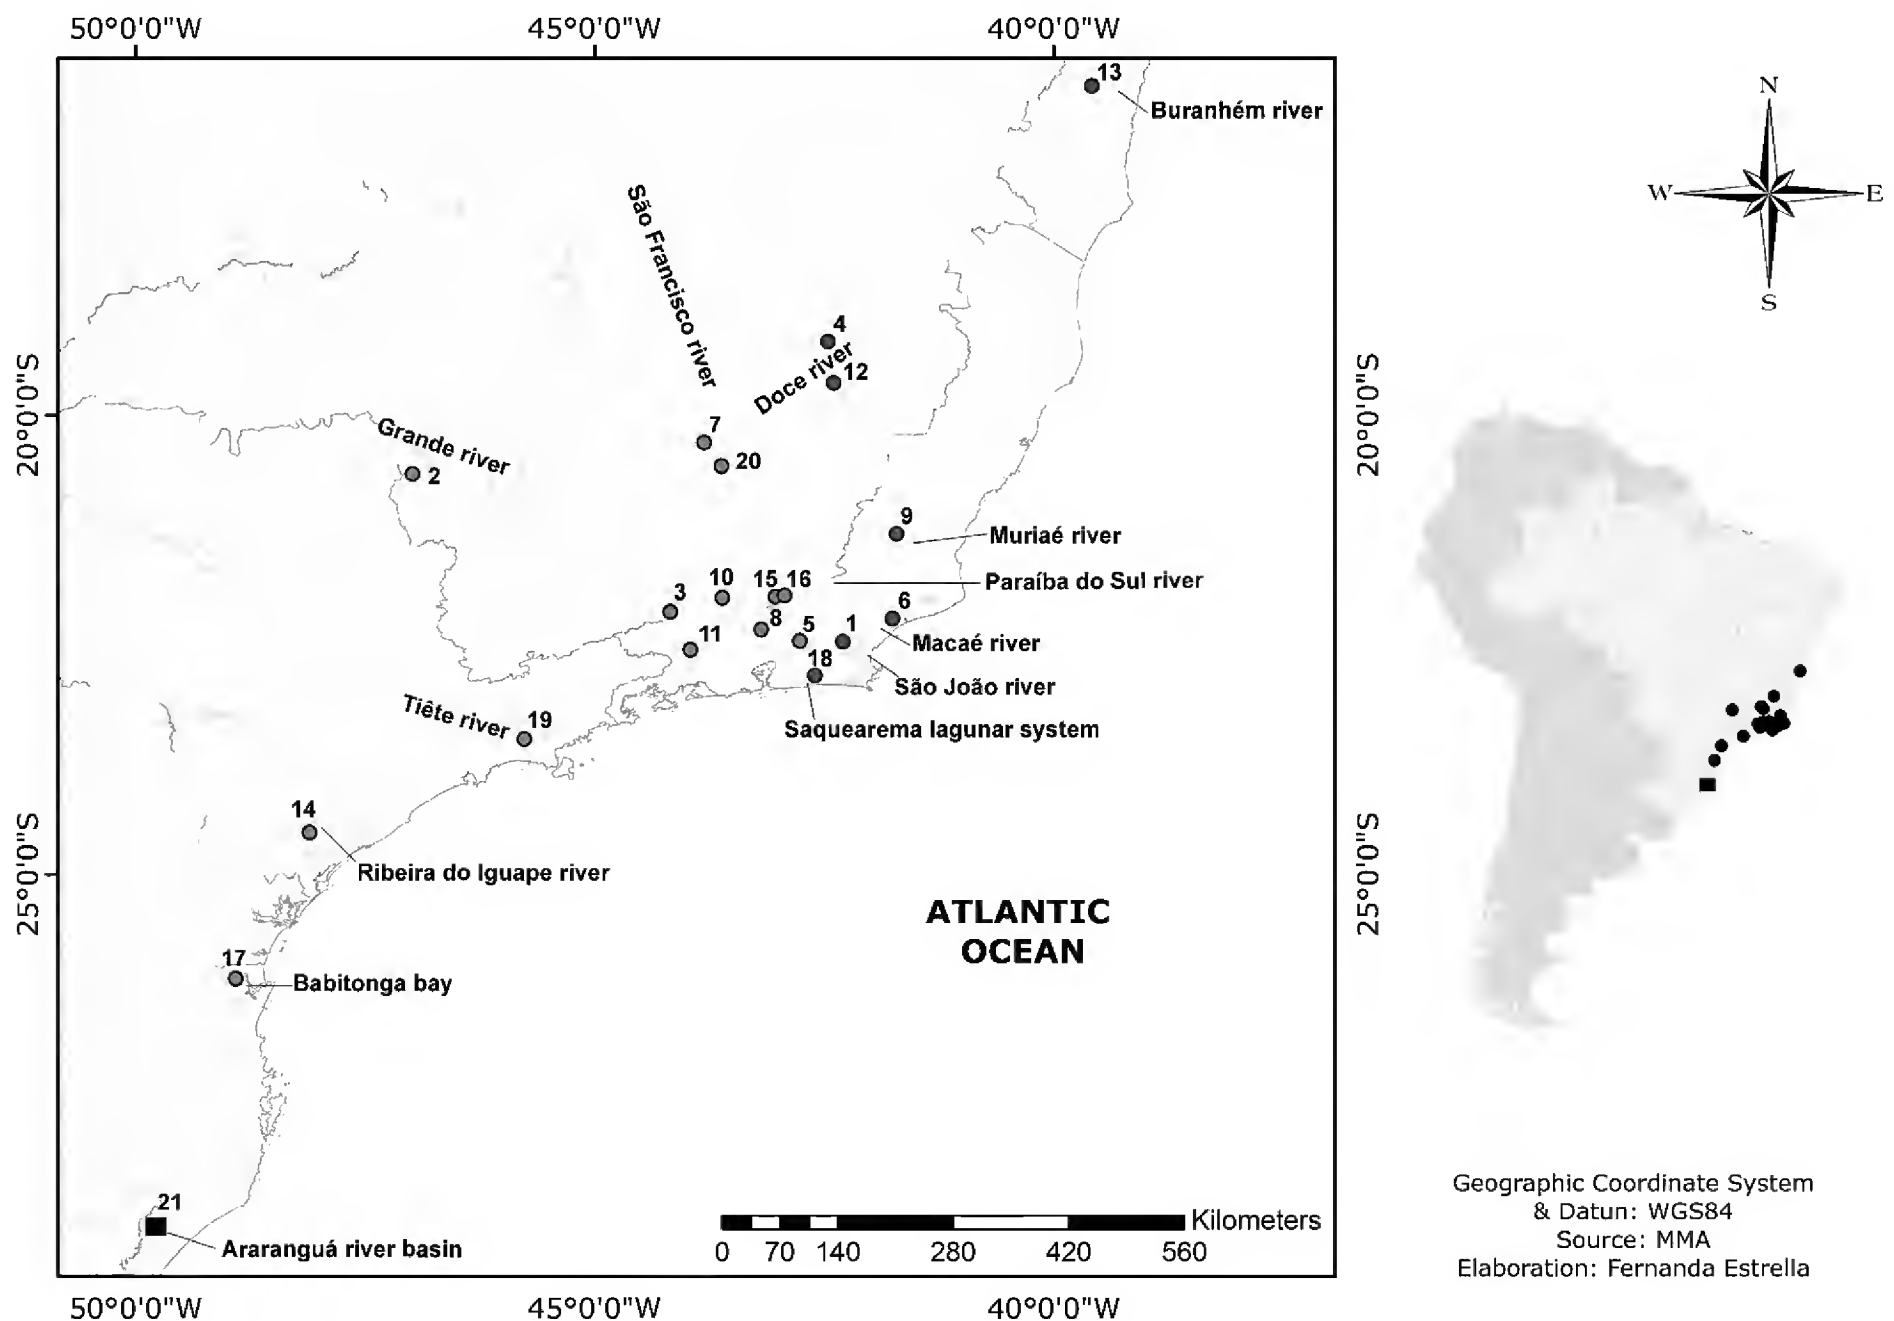 50°0'0"W
45°0'0"W
40°0'0"W
13
Buranhém river
N
W
E
S
São Francisco river
4
Doce river
12
20°0'0"S
20°0'0"S
7
20
Grande river
2
9
Muriaé river
Paraíba do Sul river
10
15
16
3
6
8
5
1
11
Macaé river
18
São João river
Tiête river
19
Saquearema lagunar system
14
25°0'0"S
25°0'0"S
Ribeira do Iguape river
ATLANTIC
OCEAN
17
Babitonga bay
21
Araranguá river basin
Kilometers
0 70 140 280 420 560
Geographic Coordinate System
& Datun: WGS84
Source: MMA
Elaboration: Fernanda Estrella
50°0'0"W
45°0'0"W
40°0'0"W